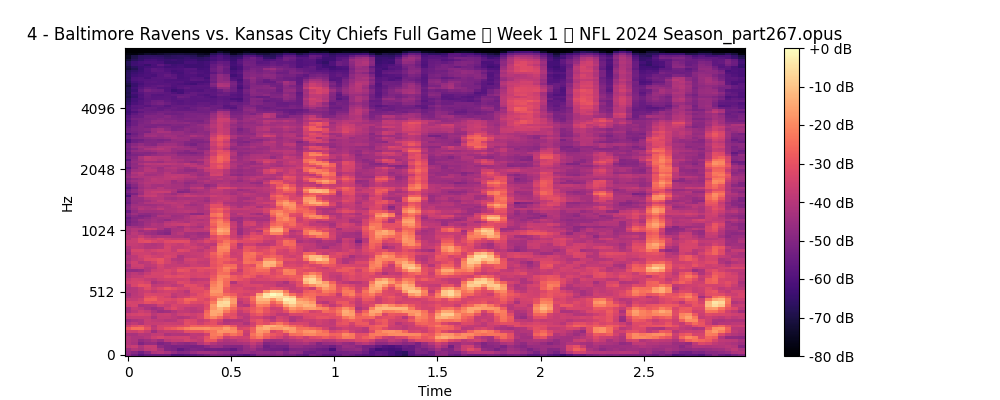 4 - Baltimore Ravens vs. Kansas City Chiefs Full Game ▯ Week 1 ▯ NFL 2024 Season_part267.opus
+0 dB
-10 dB
-20 dB
-30 dB
-40 dB
-50 dB
-60 dB
-70 dB
-80 dB
4096
2048
1024
512
0
Hz
0
0.5
1
1.5
2
2.5
Time